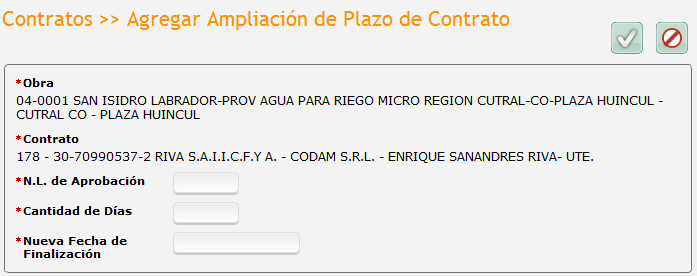 Contratos >> Agregar Ampliación de Plazo de Contrato
*Obra
04-0001 SAN ISIDRO LABRADOR-PROV AGUA PARA RIEGO MICRO REGION CUTRAL-CO-PLAZA HUINCUL -
CUTRAL CO - PLAZA HUINCUL
*Contrato
178 - 30-70990537-2 RIVA S.A.I.I.C.F.Y A. - CODAM S.R.L. - ENRIQUE SANANDRES RIVA- UTE.
*N.L. de Aprobación
*Cantidad de Días
*Nueva Fecha de
Finalización